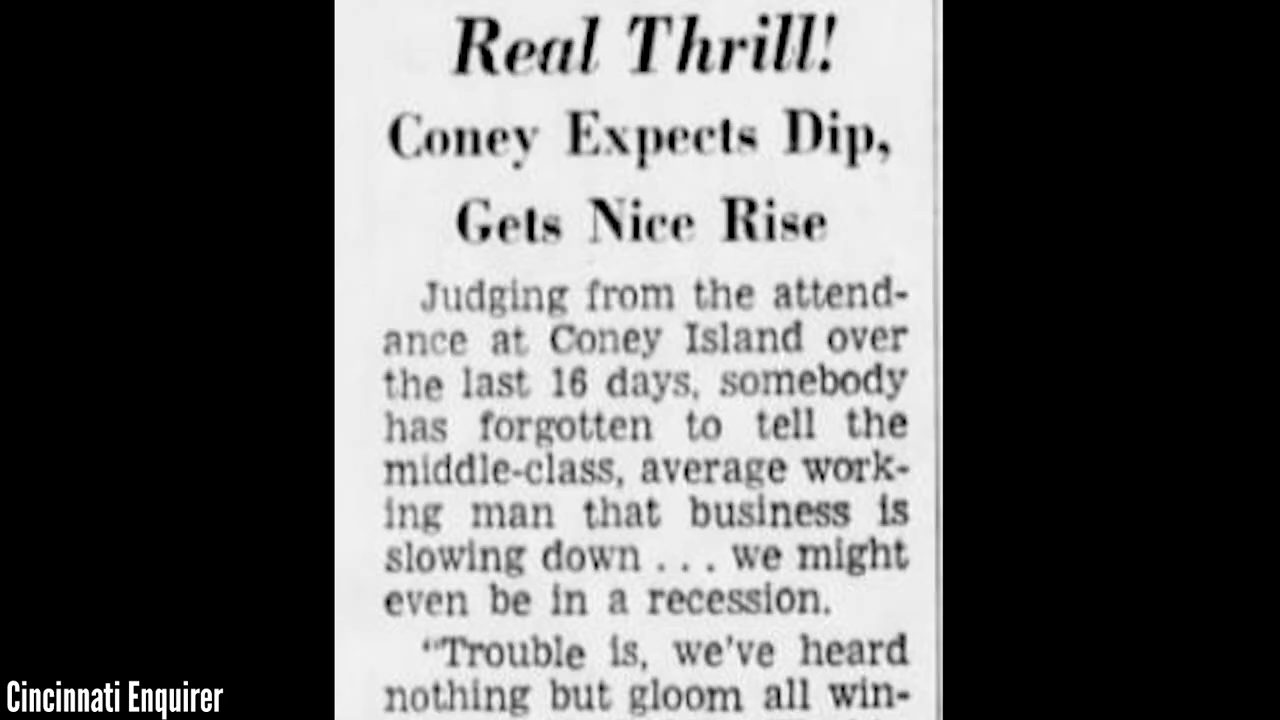 Real Thrill!
Coney Expects Dip,
Gets Nice Rise
Judging from the attend-
ance at Coney Island over
the last 16 days, somebody
has forgotten to tell the
middle-class, average work-
ing man that business is
slowing down . . . we might
even be in a recession.
"Trouble is, we've heard
nothing but gloom all win-
Cincinnati Enquirer